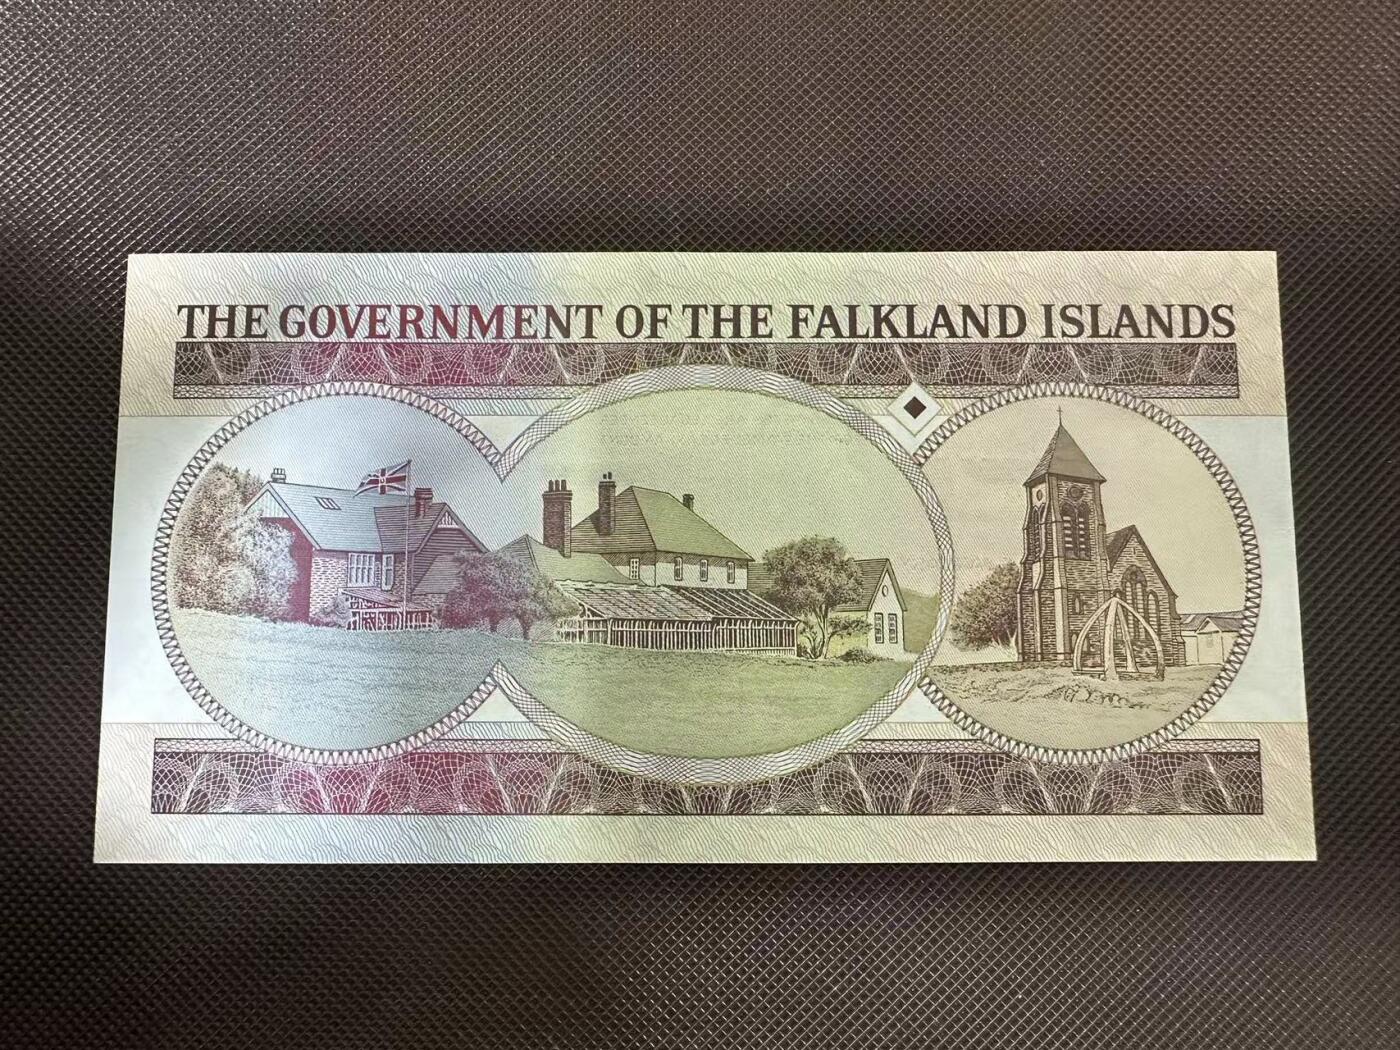 THE GOVERNMENT OF THE FALKLAND ISLANDS